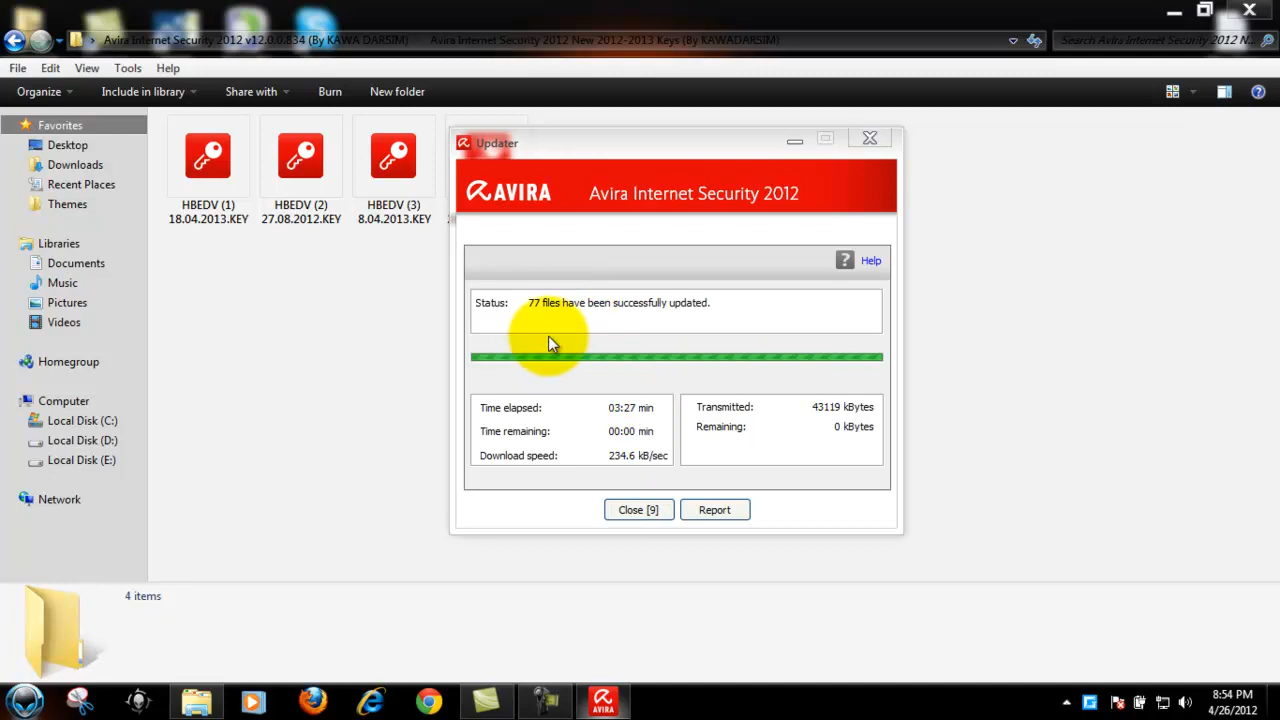 Avira Internet Security 2012 v12.0.0.834 (By KAWA DARSIM) Avira Internet Security 2012 New 2012-2013 Keys (By KAWADARSIM)
Search Avira Internet Security 2012 N...
File Edit View Tools Help
Organize Include in library Share with Burn New folder
Favorites
Desktop
Downloads
Recent Places
Themes
Libraries
Documents
Music
Pictures
Videos
Homegroup
Computer
Local Disk (C:)
Local Disk (D:)
Local Disk (E:)
Network
HBEDV (1)
18.04.2013.KEY
HBEDV (2)
27.08.2012.KEY
HBEDV (3)
8.04.2013.KEY
Updater
AVIRA Avira Internet Security 2012
? Help
Status: 77 files have been successfully updated.
Time elapsed: 03:27 min
Time remaining: 00:00 min
Download speed: 234.6 kB/sec
Transmitted: 43119 kBytes
Remaining: 0 kBytes
Close [9] Report
4 items
AVIRA
8:54 PM
4/26/2012